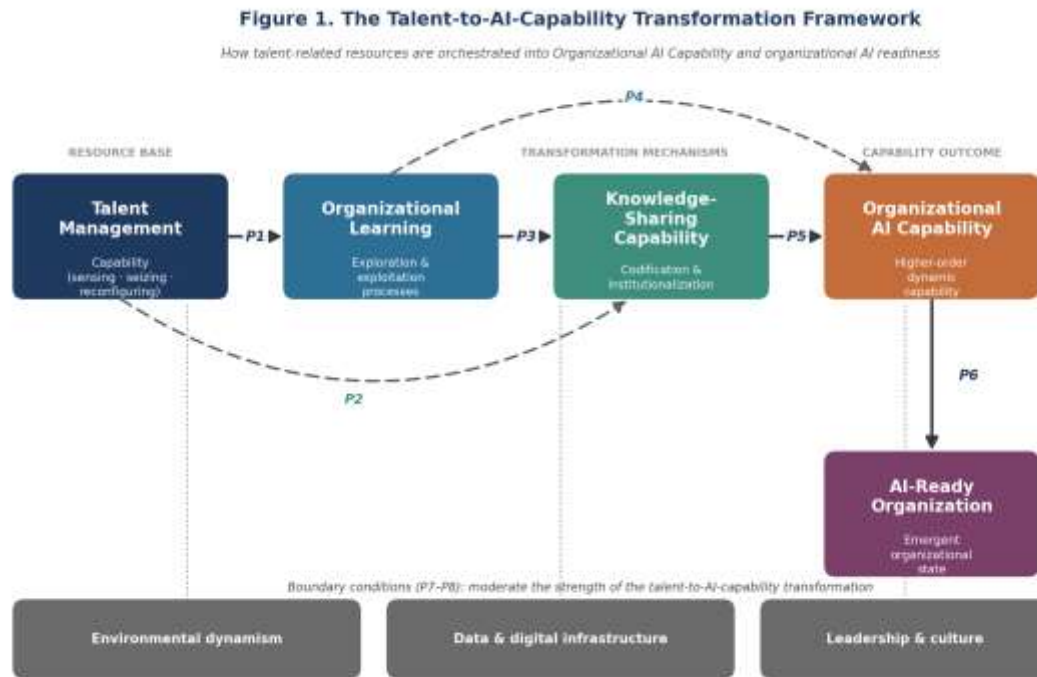 Figure 1. The Talent-to-AI-Capability Transformation Framework
How talent-related resources are orchestrated into Organizational AI Capability and organizational AI readiness
P4
RESOURCE BASE
TRANSFORMATION MECHANISMS
CAPABILITY OUTCOME
Talent
Management
Capability
(sensing · seizing ·
reconfiguring)
P1
Organizational
Learning
Exploration &
exploitation
processes
P3
Knowledge-
Sharing
Capability
Codification &
institutionalization
P5
Organizational
AI Capability
Higher-order
dynamic
capability
P2
P6
AI-Ready
Organization
Emergent
organizational
state
Boundary conditions (P7–P8): moderate the strength of the talent-to-AI-capability transformation
Environmental dynamism
Data & digital infrastructure
Leadership & culture